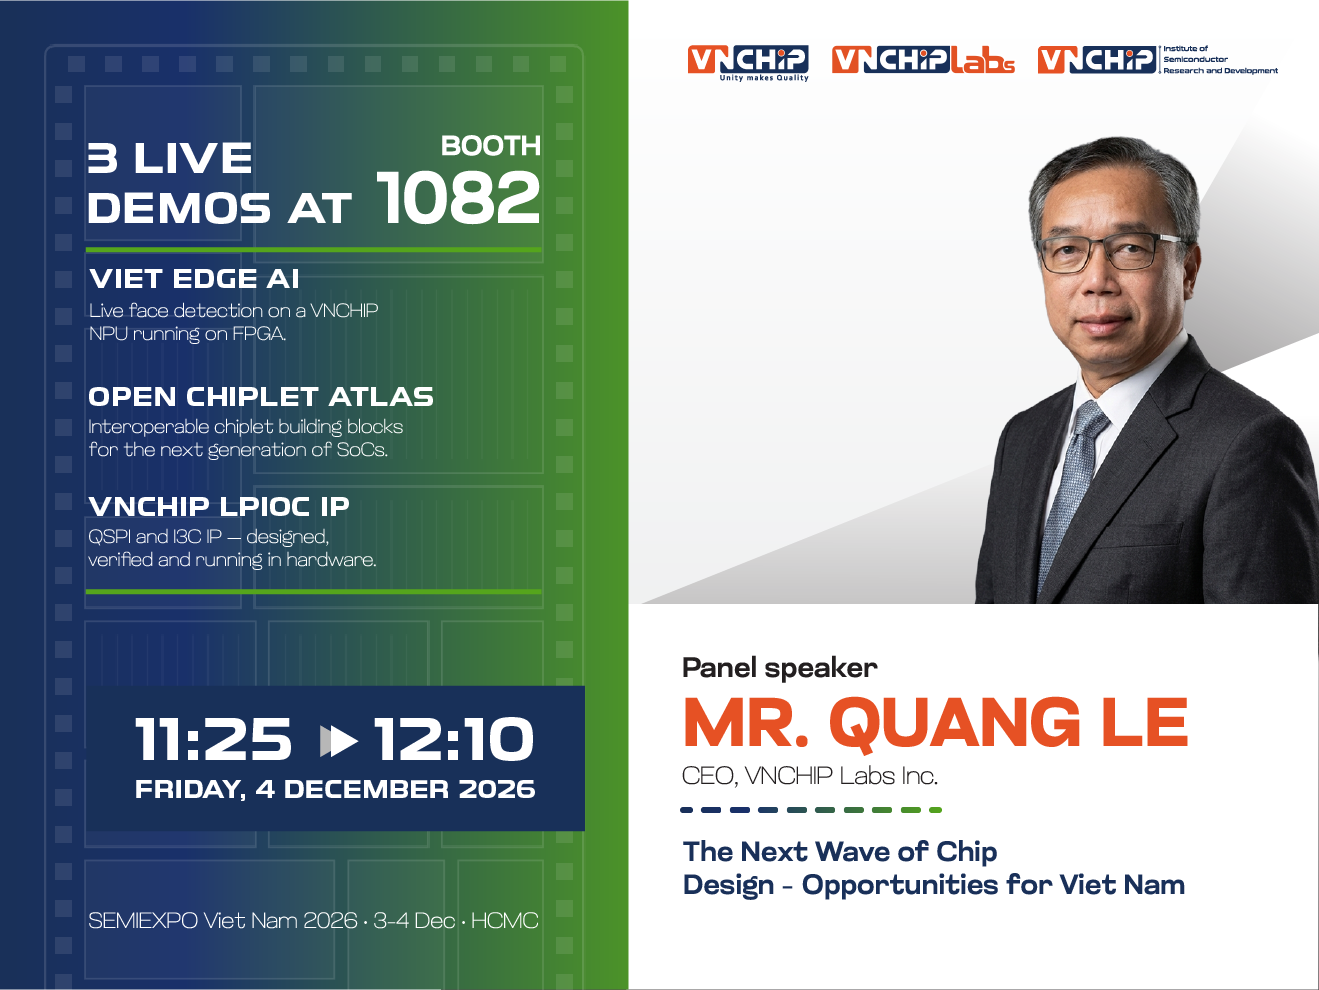 3 LIVE
DEMOS AT
BOOTH
1082
VIET EDGE AI
Live face detection on a VNCHIP
NPU running on FPGA.
OPEN CHIPLET ATLAS
Interoperable chiplet building blocks
for the next generation of SoCs.
VNCHIP LPIOC IP
QSPI and I3C IP — designed,
verified and running in hardware.
11:25 12:10
FRIDAY, 4 DECEMBER 2026
SEMIEXPO Viet Nam 2026 · 3-4 Dec · HCMC
VNCHIP
Unity makes Quality
VNCHIP Labs
VNCHIP
Institute of
Semiconductor
Research and Development
Panel speaker
MR. QUANG LE
CEO, VNCHIP Labs Inc.
The Next Wave of Chip
Design - Opportunities for Viet Nam